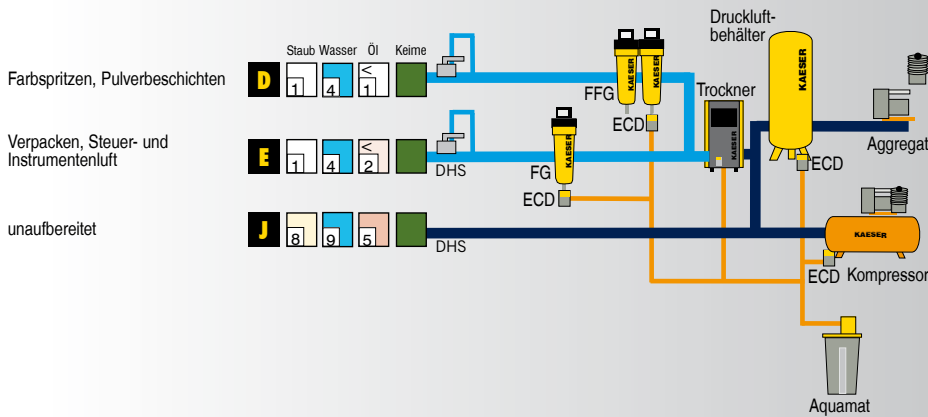 Staub Wasser Öl Keime
Farbspritzen, Pulverbeschichten
D
1
4
<
1
Verpacken, Steuer- und
Instrumentenluft
E
1
4
<
2
DHS
unaufbereitet
J
8
9
5
DHS
FFG
KAESER
KAESER
ECD
FG
KAESER
ECD
Trockner
KAESER
Druckluft-
behälter
KAESER
ECD
Aggregat
KAESER
ECD
Kompressor
Aquamat